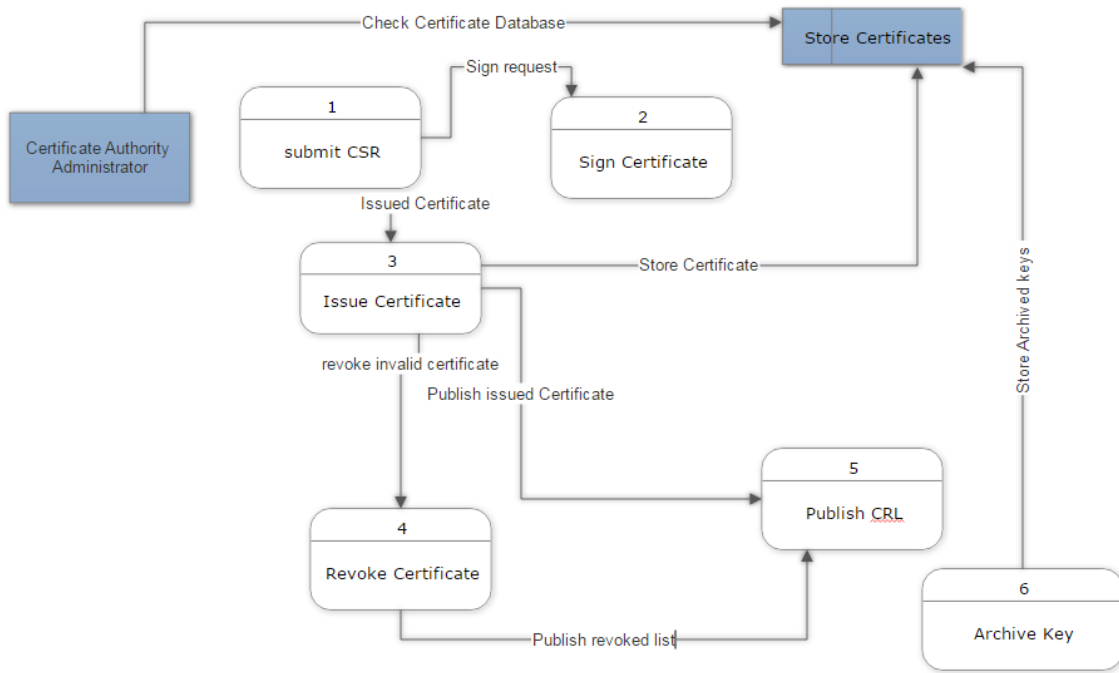 Check Certificate Database
Store Certificates
Sign request
1
submit CSR
2
Sign Certificate
Certificate Authority
Administrator
Issued Certificate
3
Issue Certificate
Store Certificate
Store Archived keys
revoke invalid certificate
Publish issued Certificate
5
Publish CRL
4
Revoke Certificate
6
Archive Key
Publish revoked list